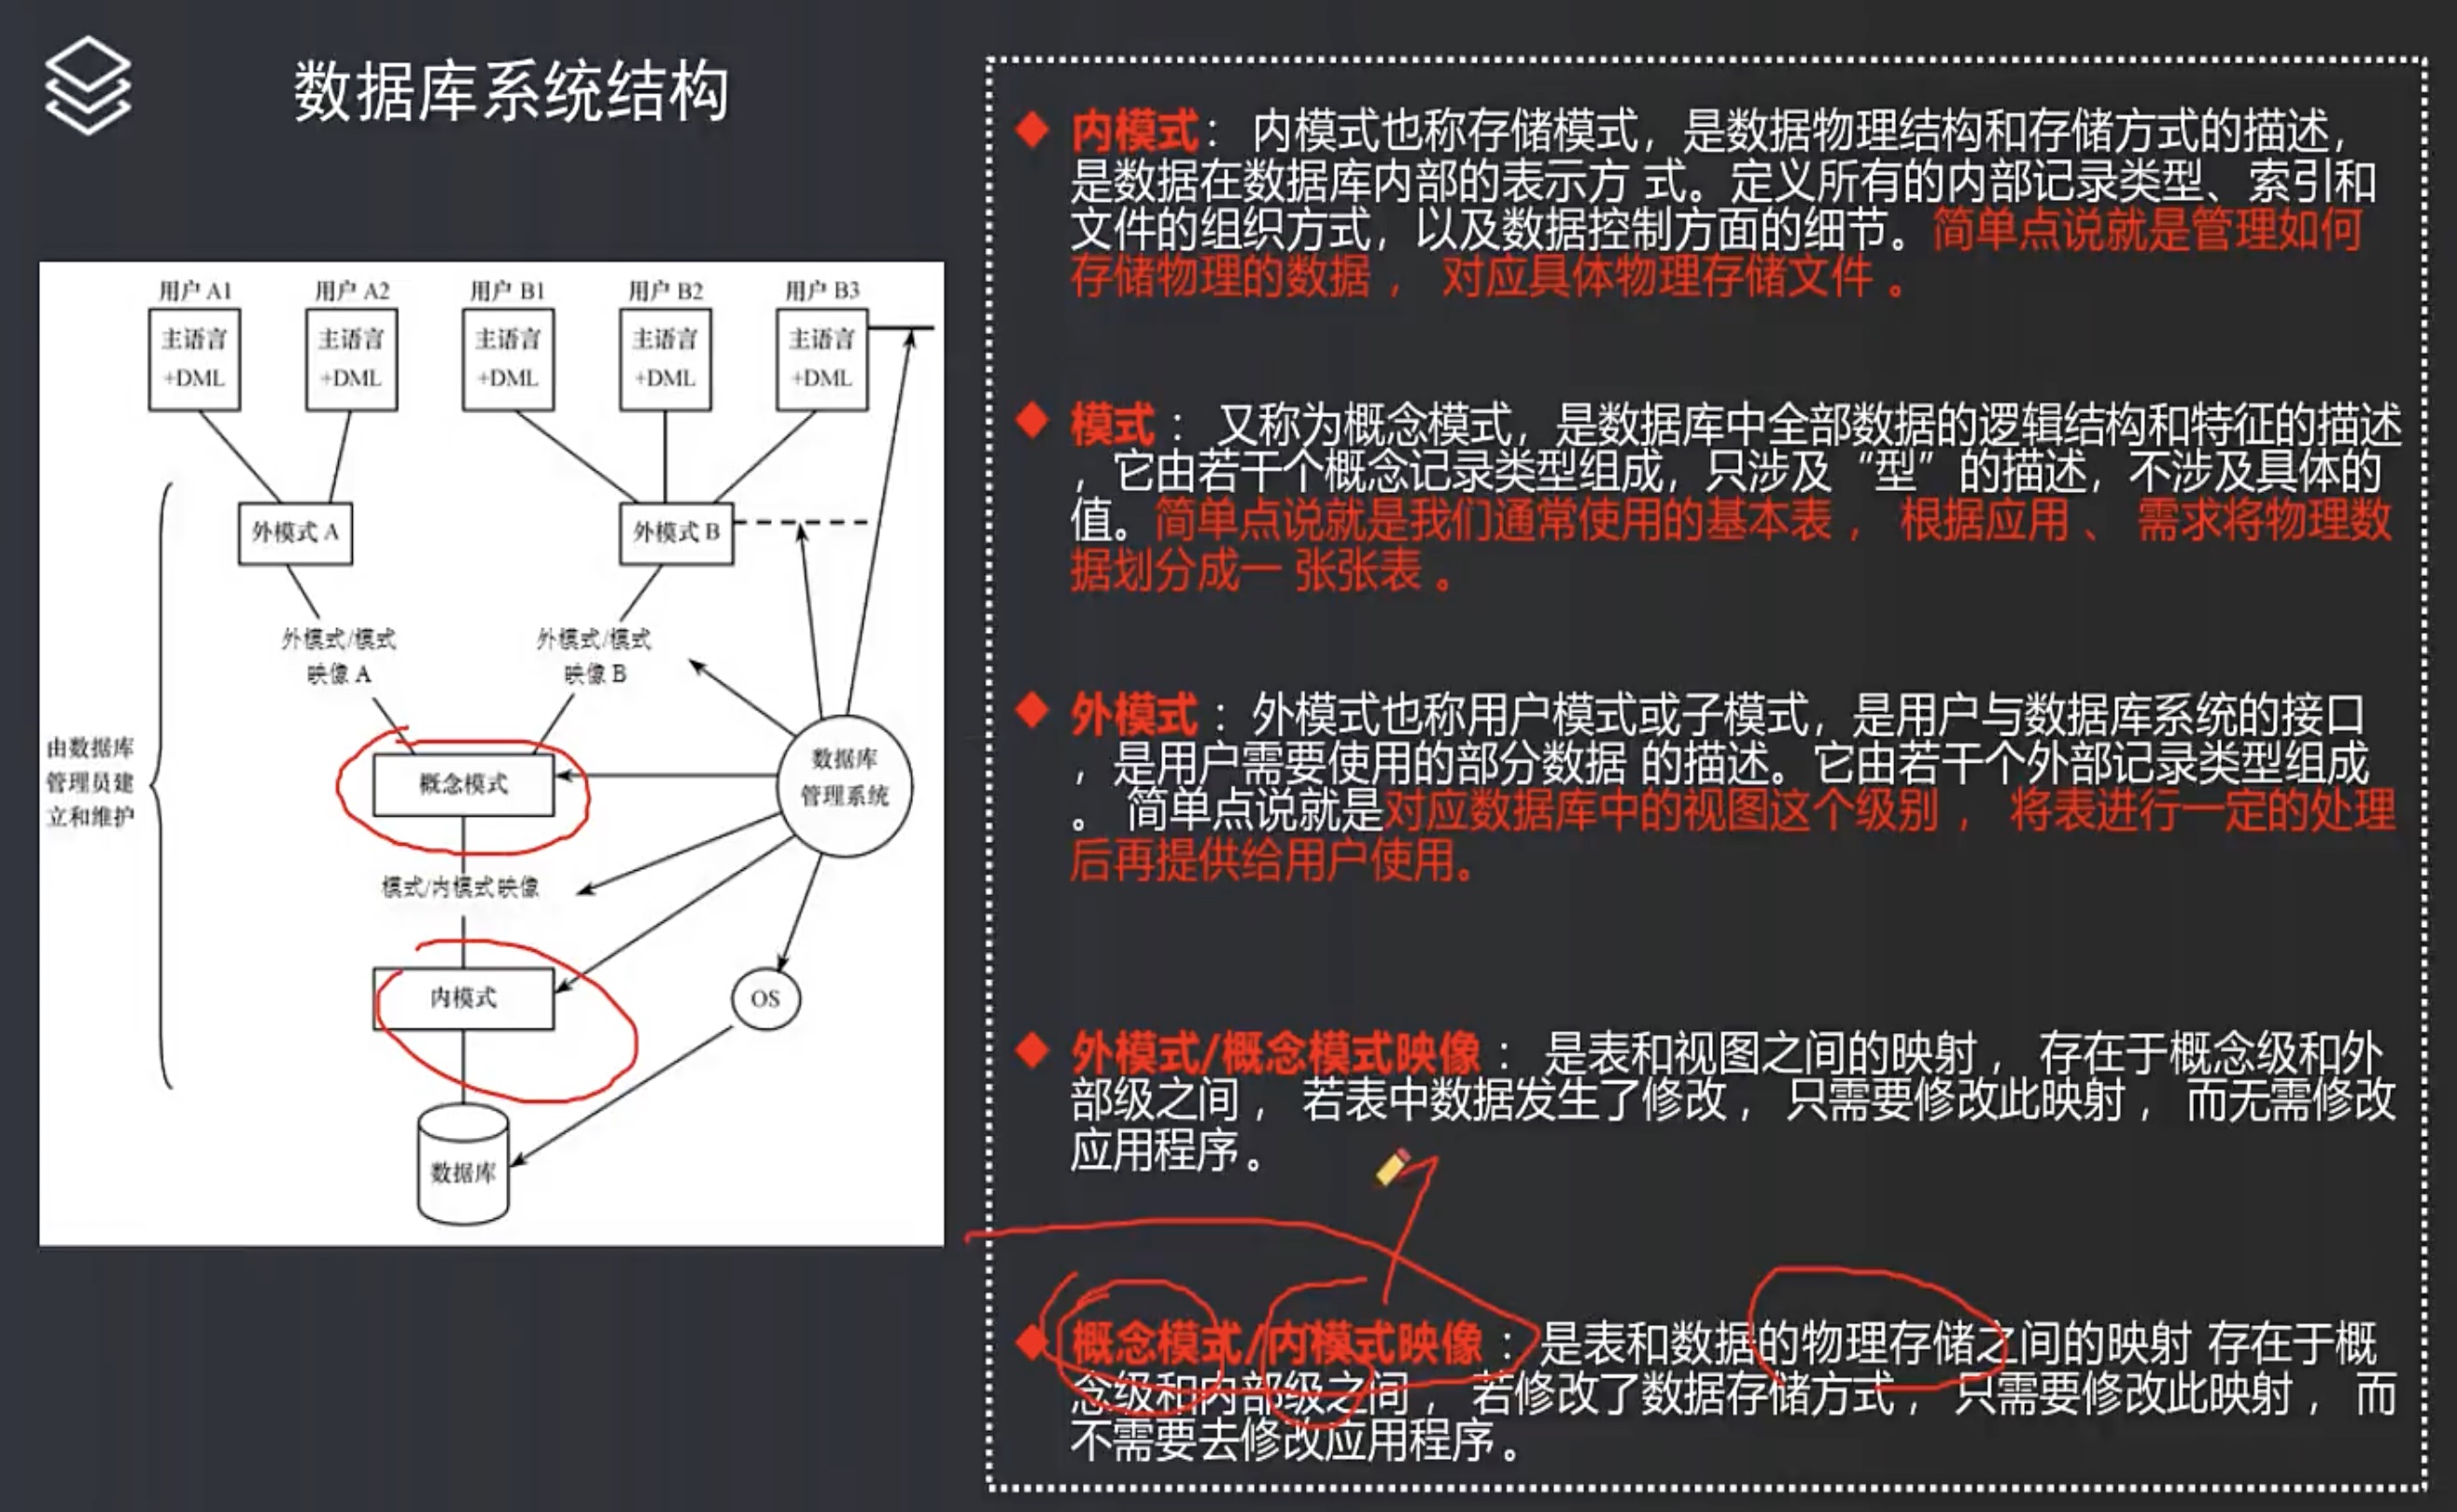 数据库系统结构
用户 A1
用户 A2
用户 B1
用户 B2
用户 B3
主语言
+DML
主语言
+DML
主语言
+DML
主语言
+DML
主语言
+DML
外模式 A
外模式 B
外模式/模式
映像 A
外模式/模式
映像 B
由数据库
管理员建
立和维护
概念模式
数据库
管理系统
模式/内模式映像
内模式
OS
数据库
内模式： 内模式也称存储模式，是数据物理结构和存储方式的描述，
是数据在数据库内部的表示方 式。定义所有的内部记录类型、索引和
文件的组织方式，以及数据控制方面的细节。简单点说就是管理如何
存储物理的数据， 对应具体物理存储文件 。
模式： 又称为概念模式，是数据库中全部数据的逻辑结构和特征的描述
，它由若干个概念记录类型组成，只涉及“型”的描述，不涉及具体的
值。简单点说就是我们通常使用的基本表， 根据应用 、 需求将物理数
据划分成一 张张表 。
外模式： 外模式也称用户模式或子模式，是用户与数据库系统的接口
，是用户需要使用的部分数据 的描述。它由若干个外部记录类型组成
。 简单点说就是对应数据库中的视图这个级别， 将表进行一定的处理
后再提供给用户使用。
外模式/概念模式映像： 是表和视图之间的映射， 存在于概念级和外
部级之间， 若表中数据发生了修改， 只需要修改此映射， 而无需修改
应用程序。
概念模式/内模式映像： 是表和数据的物理存储之间的映射 存在于概
念级和内部级之间， 若修改了数据存储方式， 只需要修改此映射， 而
不需要去修改应用程序。